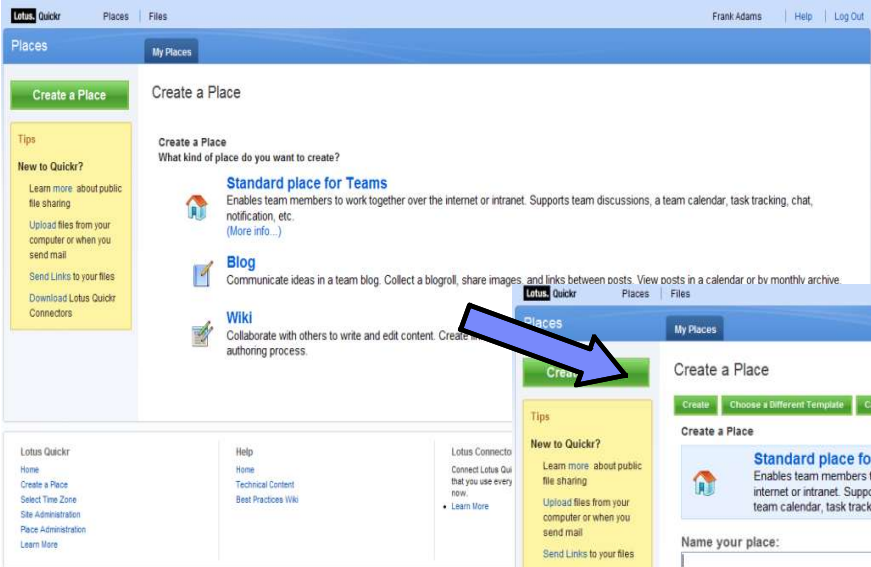 Lotus. Quickr Places Files Frank Adams Help Log Out
Places My Places
Create a Place
Tips
New to Quickr?
Learn more about public
file sharing
Upload files from your
computer or when you
send mail
Send Links to your files
Download Lotus Quickr
Connectors
Create a Place
Create a Place
What kind of place do you want to create?
Standard place for Teams
Enables team members to work together over the internet or intranet. Supports team discussions, a team calendar, task tracking, chat,
notification, etc.
(More info...)
Blog
Communicate ideas in a team blog. Collect a blogroll, share images, and links between posts. View posts in a calendar or by monthly archive.
Wiki
Collaborate with others to write and edit content. Create
authoring process.
Lotus Quickr
Home
Create a Place
Select Time Zone
Site Administration
Place Administration
Learn More
Help
Home
Technical Content
Best Practices Wiki
Lotus Connecto
Connect Lotus Qui
that you use every
now.
Learn More
Lotus. Quickr Places Files
Places My Places
Tips
New to Quickr?
Learn more about public
file sharing
Upload files from your
computer or when you
send mail
Send Links to your files
Create a Place
Create Choose a Different Template
Create a Place
Standard place fo
Enables team members t
internet or intranet. Suppo
team calendar, task track
Name your place: